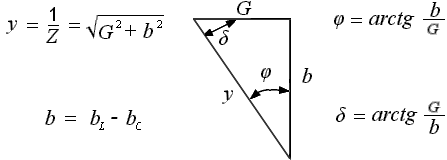 y = 1/Z = √(G² + b²)
G
φ = arctg b/G
δ
φ
b
y
b = b_L - b_C
δ = arctg G/b